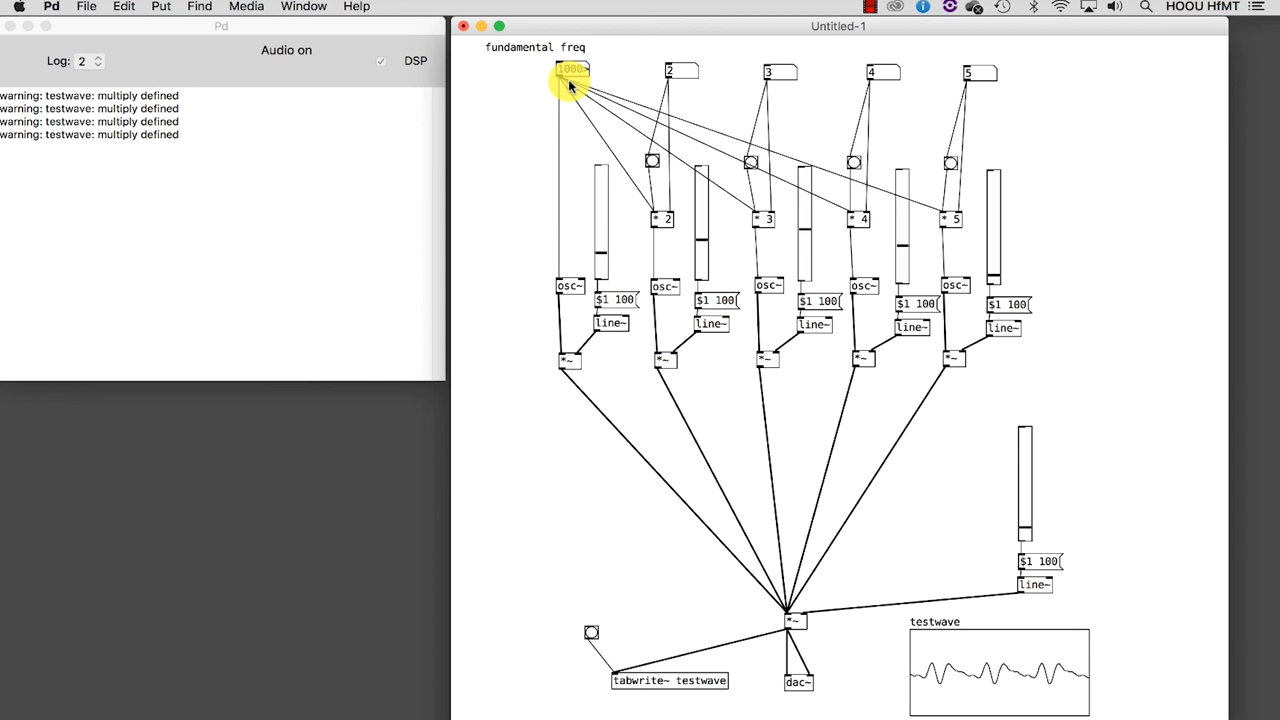 Pd File Edit Put Find Media Window Help HOOU HfMT
Pd
Untitled-1
Audio on
Log: 2 DSP
warning: testwave: multiply defined
warning: testwave: multiply defined
warning: testwave: multiply defined
warning: testwave: multiply defined
fundamental freq
1000> 2 3 4 5
* 2 * 3 * 4 * 5
osc~ osc~ osc~ osc~ osc~
$1 100 $1 100 $1 100 $1 100 $1 100
line~ line~ line~ line~ line~
*~ *~ *~ *~ *~
$1 100
line~
*~
testwave
tabwrite~ testwave
dac~